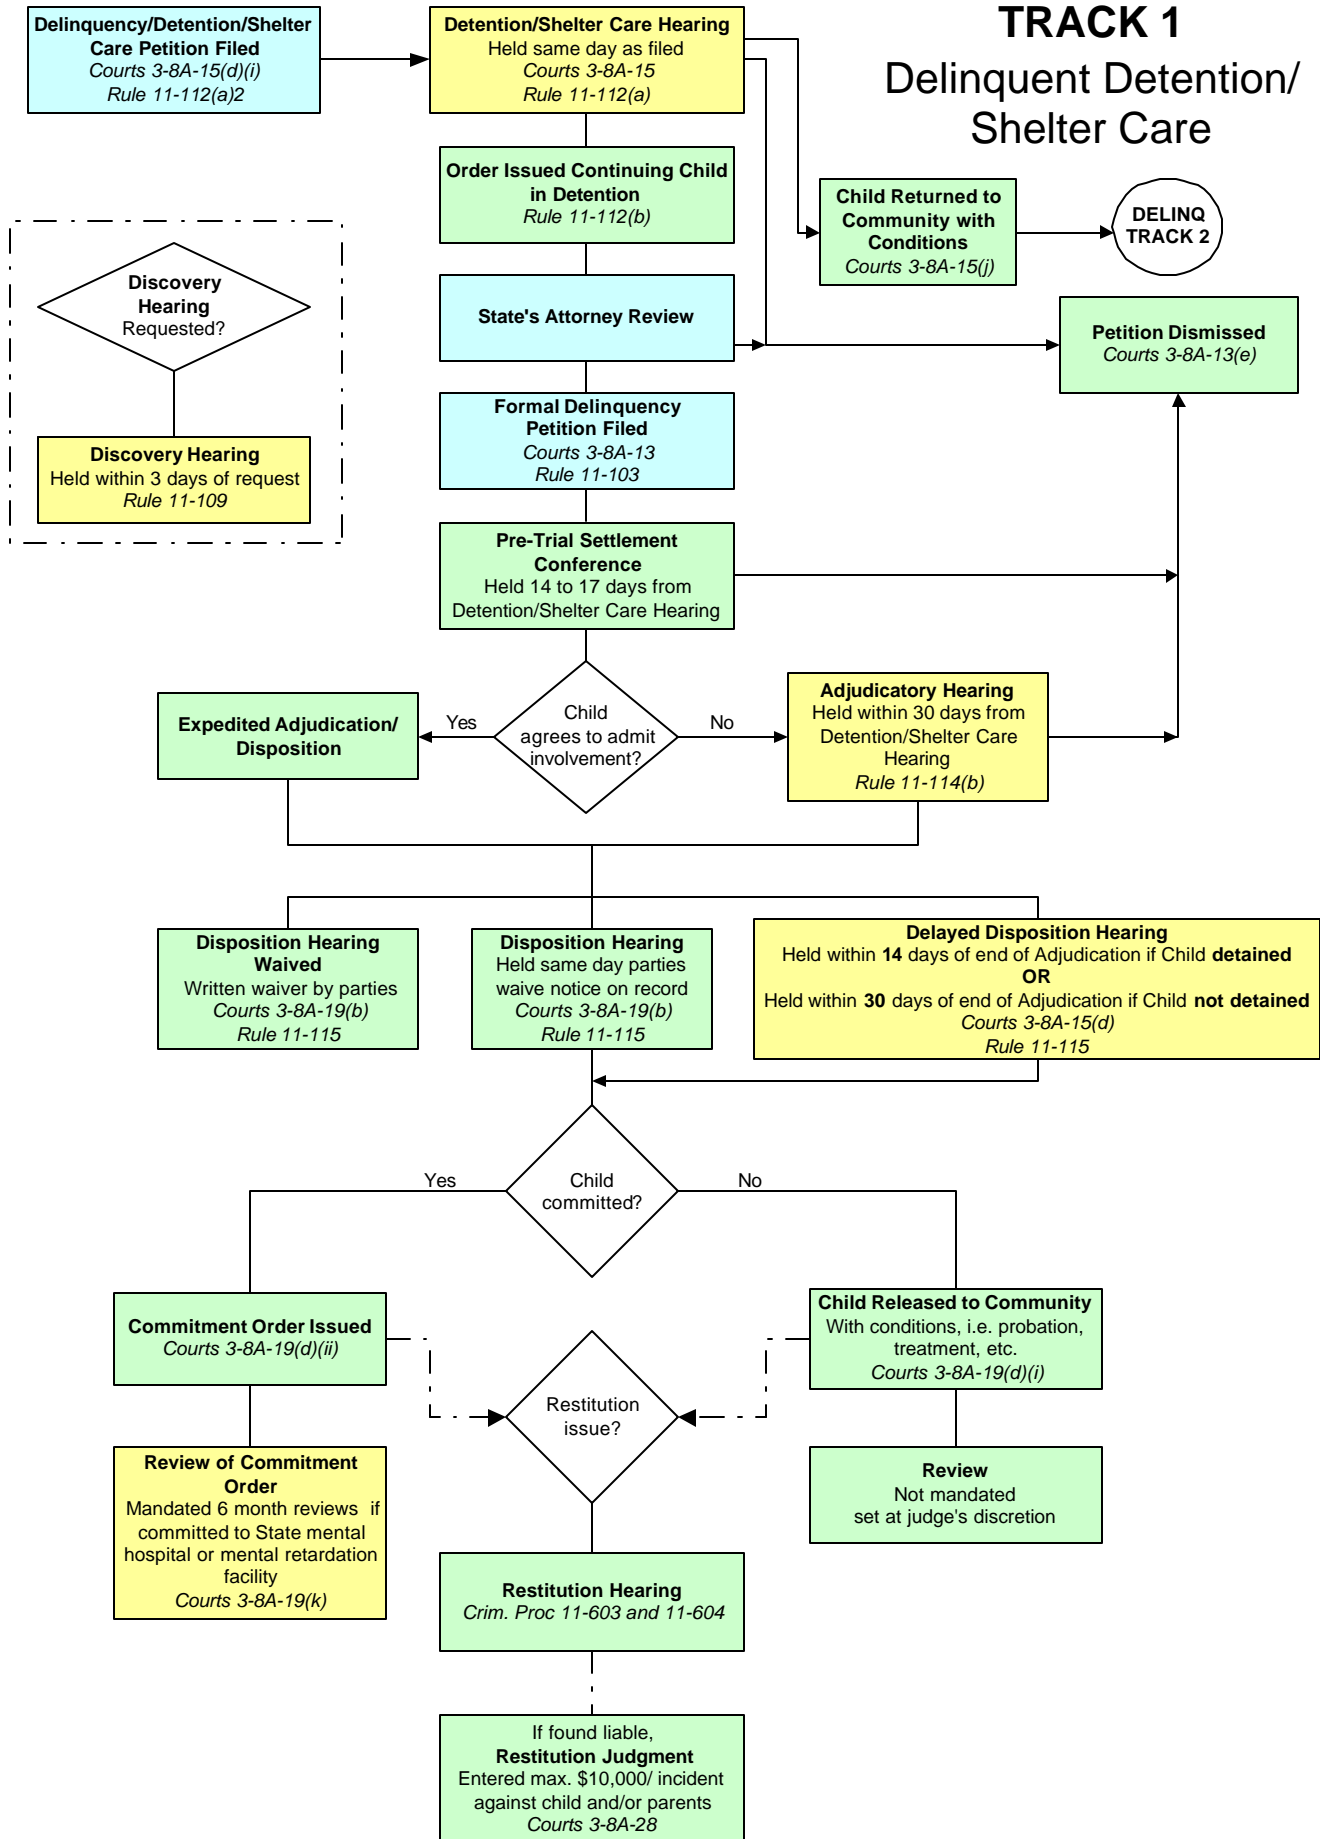 TRACK 1
Delinquent Detention/
Shelter Care
Delinquency/Detention/Shelter
Care Petition Filed
Courts 3-8A-15(d)(i)
Rule 11-112(a)2
Detention/Shelter Care Hearing
Held same day as filed
Courts 3-8A-15
Rule 11-112(a)
Order Issued Continuing Child
in Detention
Rule 11-112(b)
Child Returned to
Community with
Conditions
Courts 3-8A-15(j)
DELINQ
TRACK 2
Discovery
Hearing
Requested?
Discovery Hearing
Held within 3 days of request
Rule 11-109
State's Attorney Review
Petition Dismissed
Courts 3-8A-13(e)
Formal Delinquency
Petition Filed
Courts 3-8A-13
Rule 11-103
Pre-Trial Settlement
Conference
Held 14 to 17 days from
Detention/Shelter Care Hearing
Expedited Adjudication/
Disposition
Yes
Child
agrees to admit
involvement?
No
Adjudicatory Hearing
Held within 30 days from
Detention/Shelter Care
Hearing
Rule 11-114(b)
Disposition Hearing
Waived
Written waiver by parties
Courts 3-8A-19(b)
Rule 11-115
Disposition Hearing
Held same day parties
waive notice on record
Courts 3-8A-19(b)
Rule 11-115
Delayed Disposition Hearing
Held within 14 days of end of Adjudication if Child detained
OR
Held within 30 days of end of Adjudication if Child not detained
Courts 3-8A-15(d)
Rule 11-115
Yes
Child
committed?
No
Commitment Order Issued
Courts 3-8A-19(d)(ii)
Child Released to Community
With conditions, i.e. probation,
treatment, etc.
Courts 3-8A-19(d)(i)
Restitution
issue?
Review of Commitment
Order
Mandated 6 month reviews if
committed to State mental
hospital or mental retardation
facility
Courts 3-8A-19(k)
Review
Not mandated
set at judge's discretion
Restitution Hearing
Crim. Proc 11-603 and 11-604
If found liable,
Restitution Judgment
Entered max. $10,000/ incident
against child and/or parents
Courts 3-8A-28